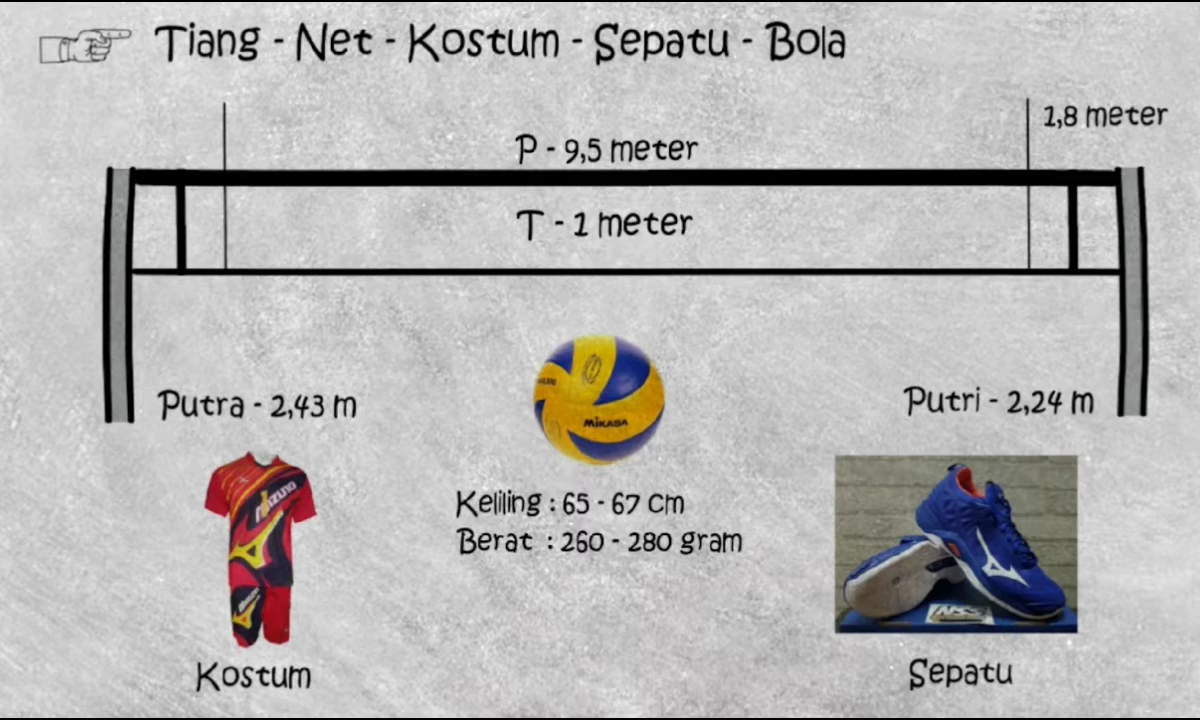 Tiang - Net - Kostum - Sepatu - Bola
1,8 meter
P - 9,5 meter
T - 1 meter
Putra - 2,43 m
Putri - 2,24 m
MIKASA
Keliling : 65 - 67 cm
Berat : 260 - 280 gram
MIZUNO
Kostum
Sepatu